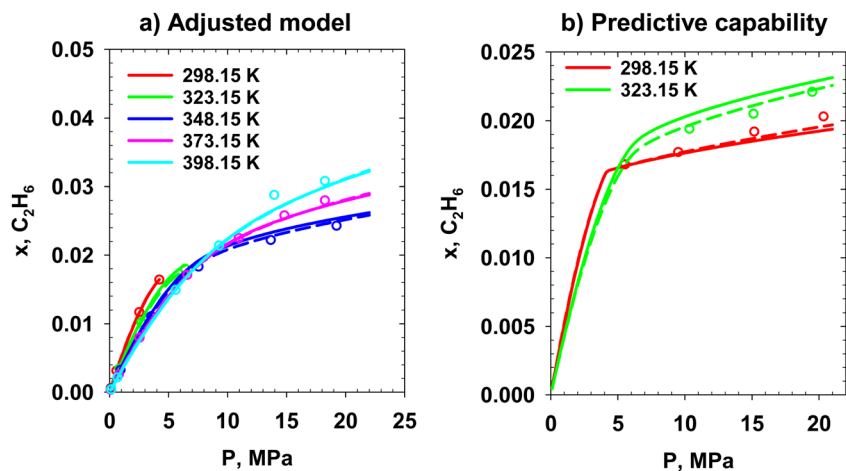 a) Adjusted model
0.05
0.04
0.03
0.02
0.01
0.00
x, C2H6
298.15 K
323.15 K
348.15 K
373.15 K
398.15 K
0 5 10 15 20 25
P, MPa
b) Predictive capability
0.025
0.020
0.015
0.010
0.005
0.000
x, C2H6
298.15 K
323.15 K
0 5 10 15 20
P, MPa